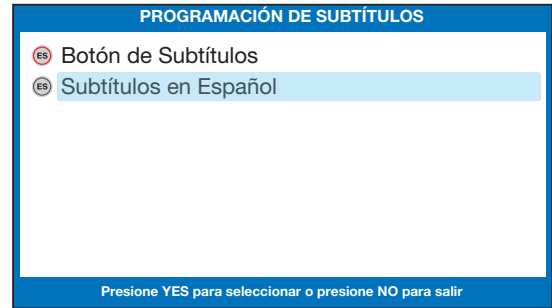 PROGRAMACIÓN DE SUBTÍTULOS
ES Botón de Subtítulos
ES Subtítulos en Español
Presione YES para seleccionar o presione NO para salir